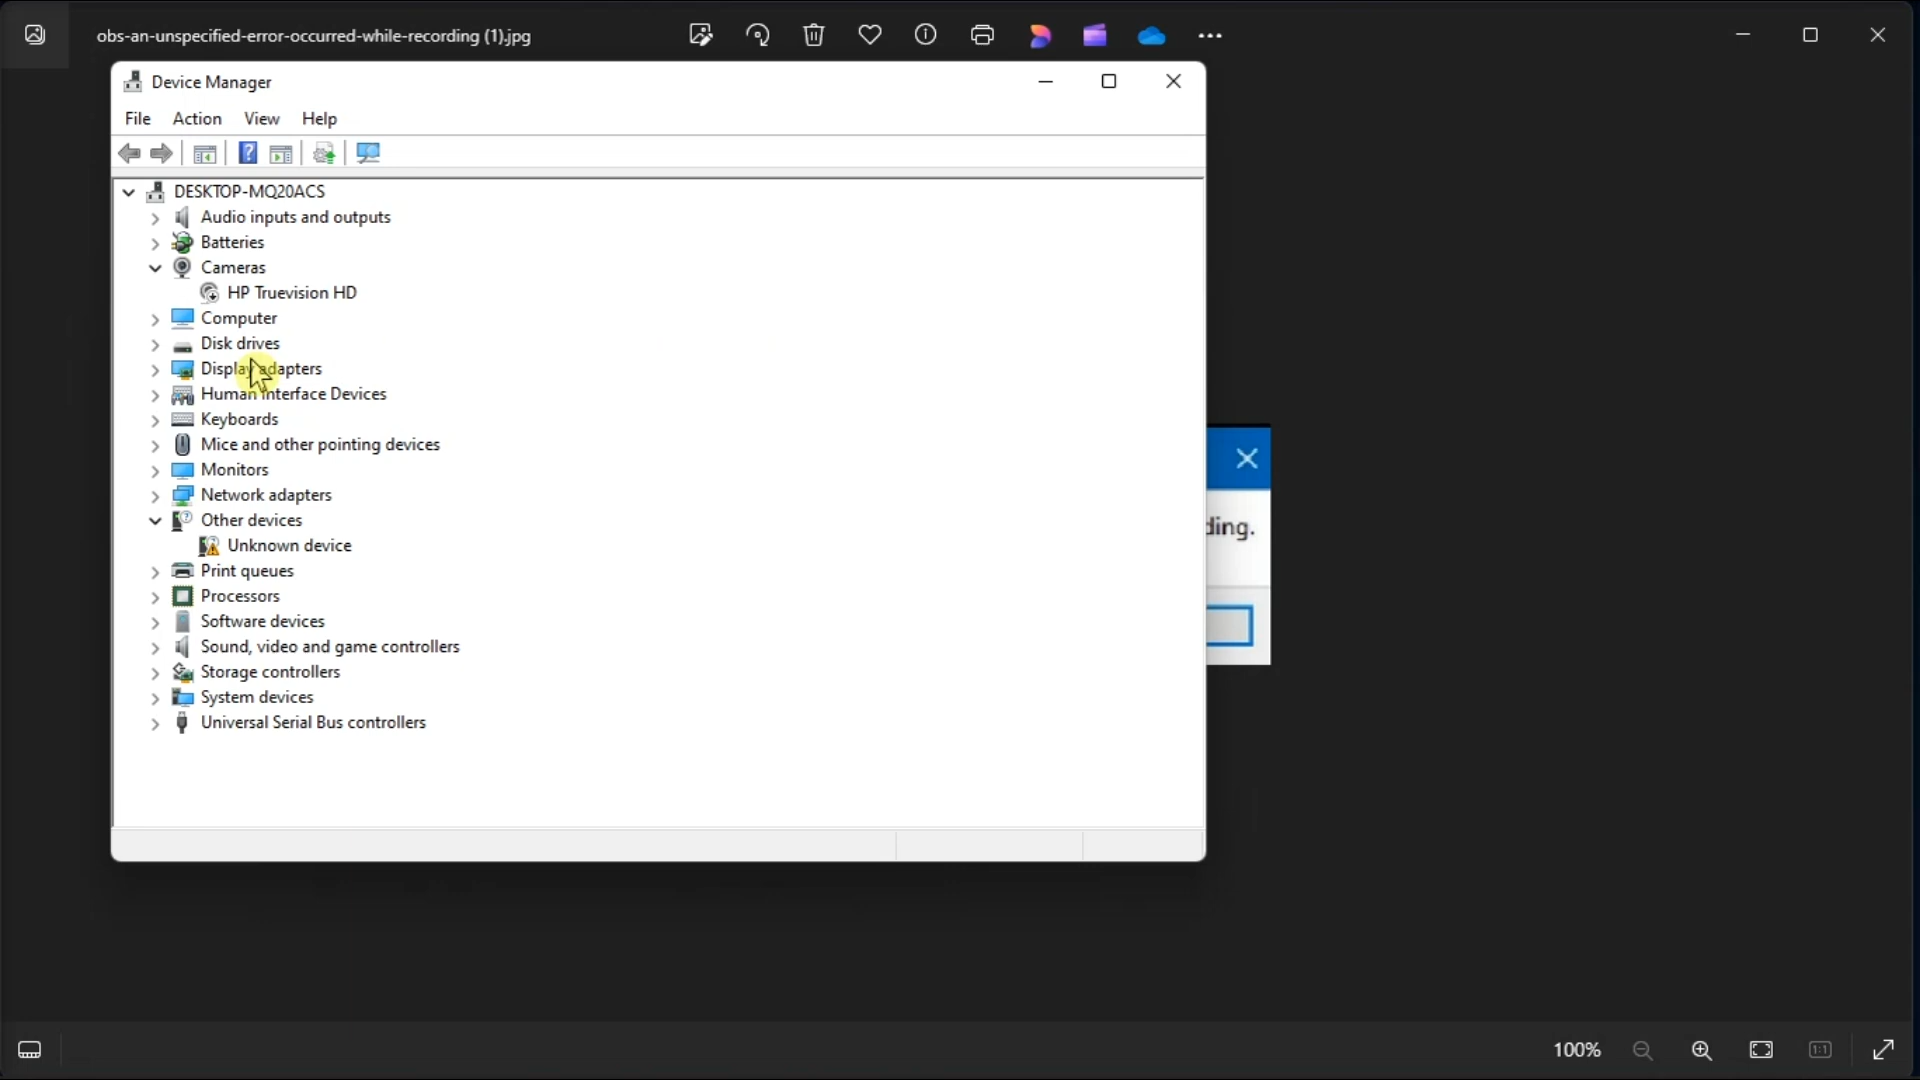 obs-an-unspecified-error-occurred-while-recording (1).jpg
Device Manager
File Action View Help
DESKTOP-MQ20ACS
Audio inputs and outputs
Batteries
Cameras
HP Truevision HD
Computer
Disk drives
Display adapters
Human Interface Devices
Keyboards
Mice and other pointing devices
Monitors
Network adapters
Other devices
Unknown device
Print queues
Processors
Software devices
Sound, video and game controllers
Storage controllers
System devices
Universal Serial Bus controllers
ding.
100%
1:1